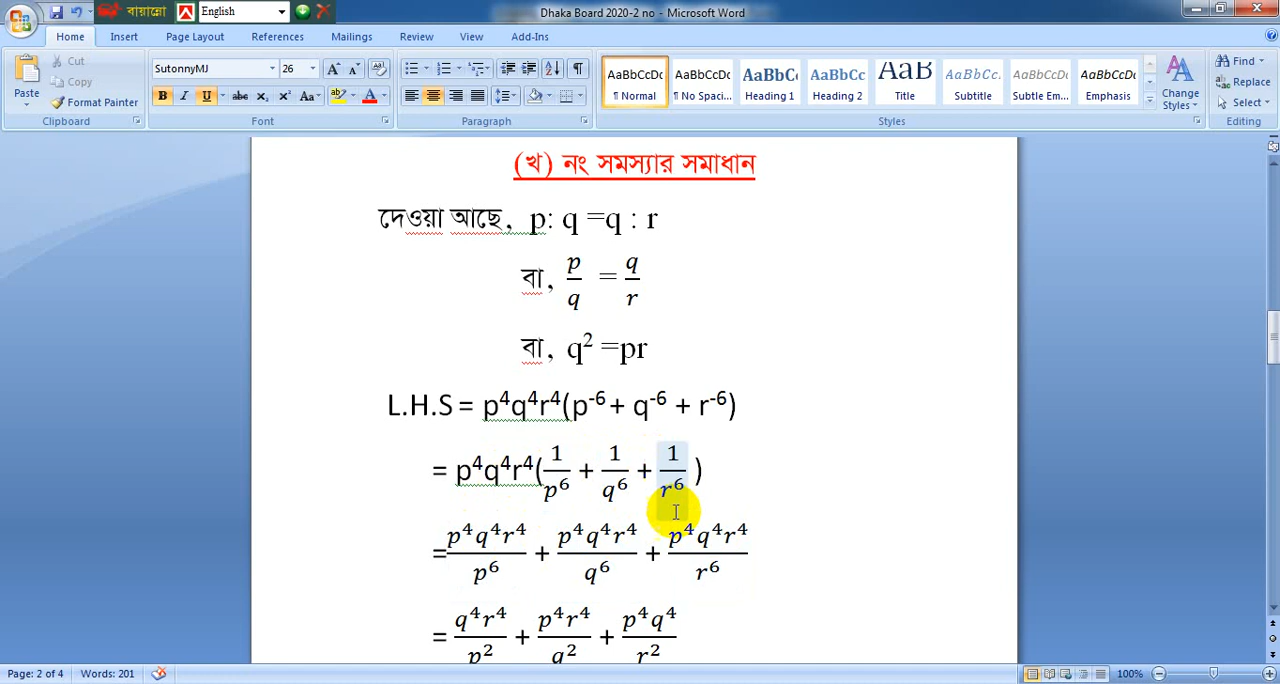 বায়ান্নো English Dhaka Board 2020-2 no - Microsoft Word
Home Insert Page Layout References Mailings Review View Add-Ins
Paste Cut Copy Format Painter Clipboard
SutonnyMJ 26 Font
Paragraph
AaBbCcDc ¶ Normal AaBbCcDc ¶ No Spaci... AaBbCc Heading 1 AaBbCc Heading 2 AaB Title AaBbCc. Subtitle AaBbCcDc Subtle Em... AaBbCcDc Emphasis Change Styles Styles
Find Replace Select Editing
(খ) নং সমস্যার সমাধান
দেওয়া আছে, p: q =q : r
বা, p/q = q/r
বা, q² =pr
L.H.S = p⁴q⁴r⁴(p⁻⁶+ q⁻⁶ + r⁻⁶)
= p⁴q⁴r⁴(1/p⁶ + 1/q⁶ + 1/r⁶ )
=p⁴q⁴r⁴/p⁶ + p⁴q⁴r⁴/q⁶ + p⁴q⁴r⁴/r⁶
= q⁴r⁴/p² + p⁴r⁴/q² + p⁴q⁴/r²
Page: 2 of 4 Words: 201 100%